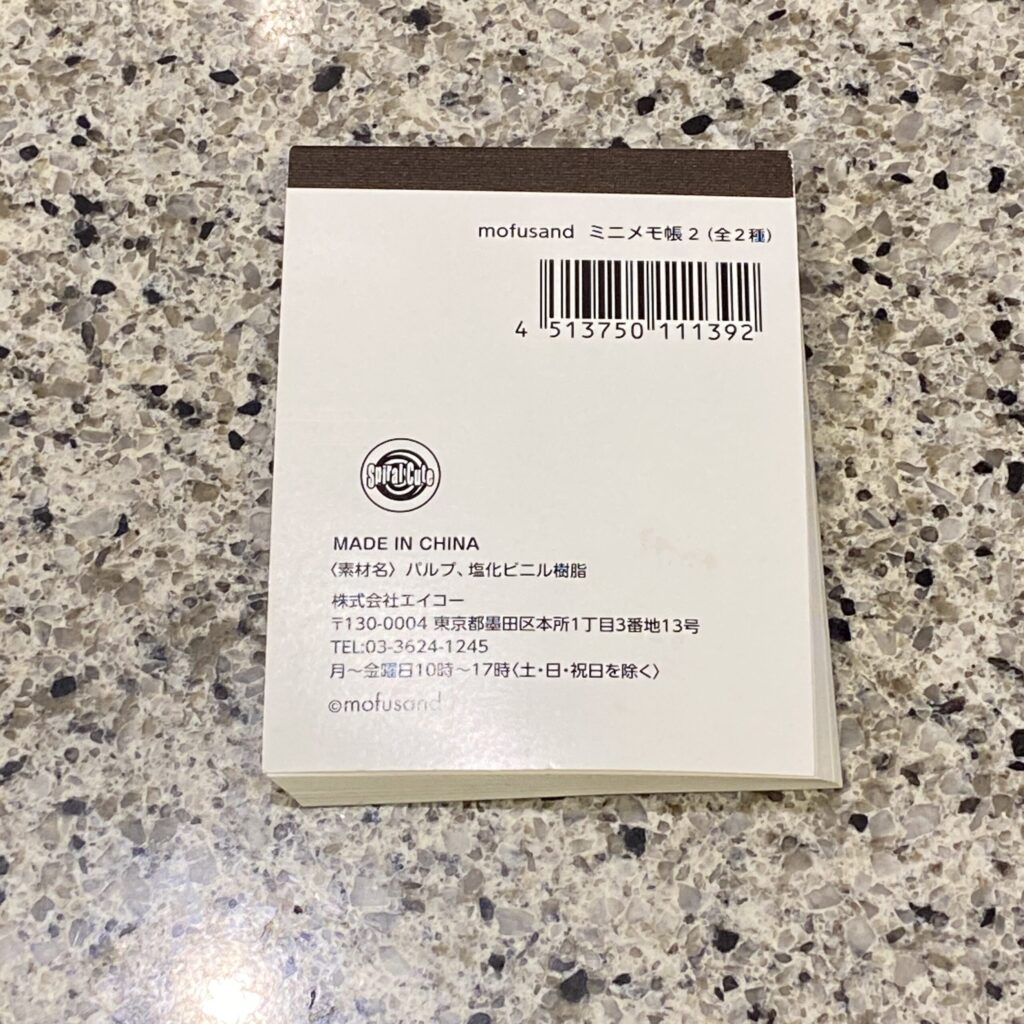 mofusand ミニメモ帳 2 (全2種)
4 513750 111392
Spiral Cute
MADE IN CHINA
〈素材名〉 パルプ、塩化ビニル樹脂
株式会社エイコー
〒130-0004 東京都墨田区本所1丁目3番地13号
TEL:03-3624-1245
月～金曜日10時～17時〈土・日・祝日を除く〉
©mofusand